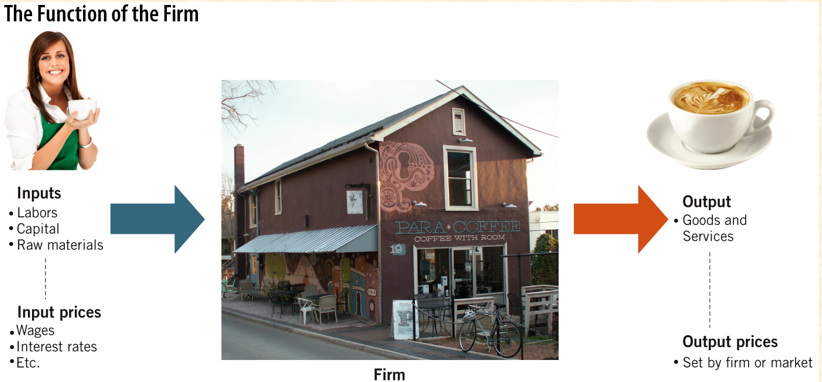 The Function of the Firm
Inputs
• Labors
• Capital
• Raw materials
Input prices
• Wages
• Interest rates
• Etc.
PARA • COFFEE
COFFEE WITH ROOM
19
Firm
Output
• Goods and
Services
Output prices
• Set by firm or market